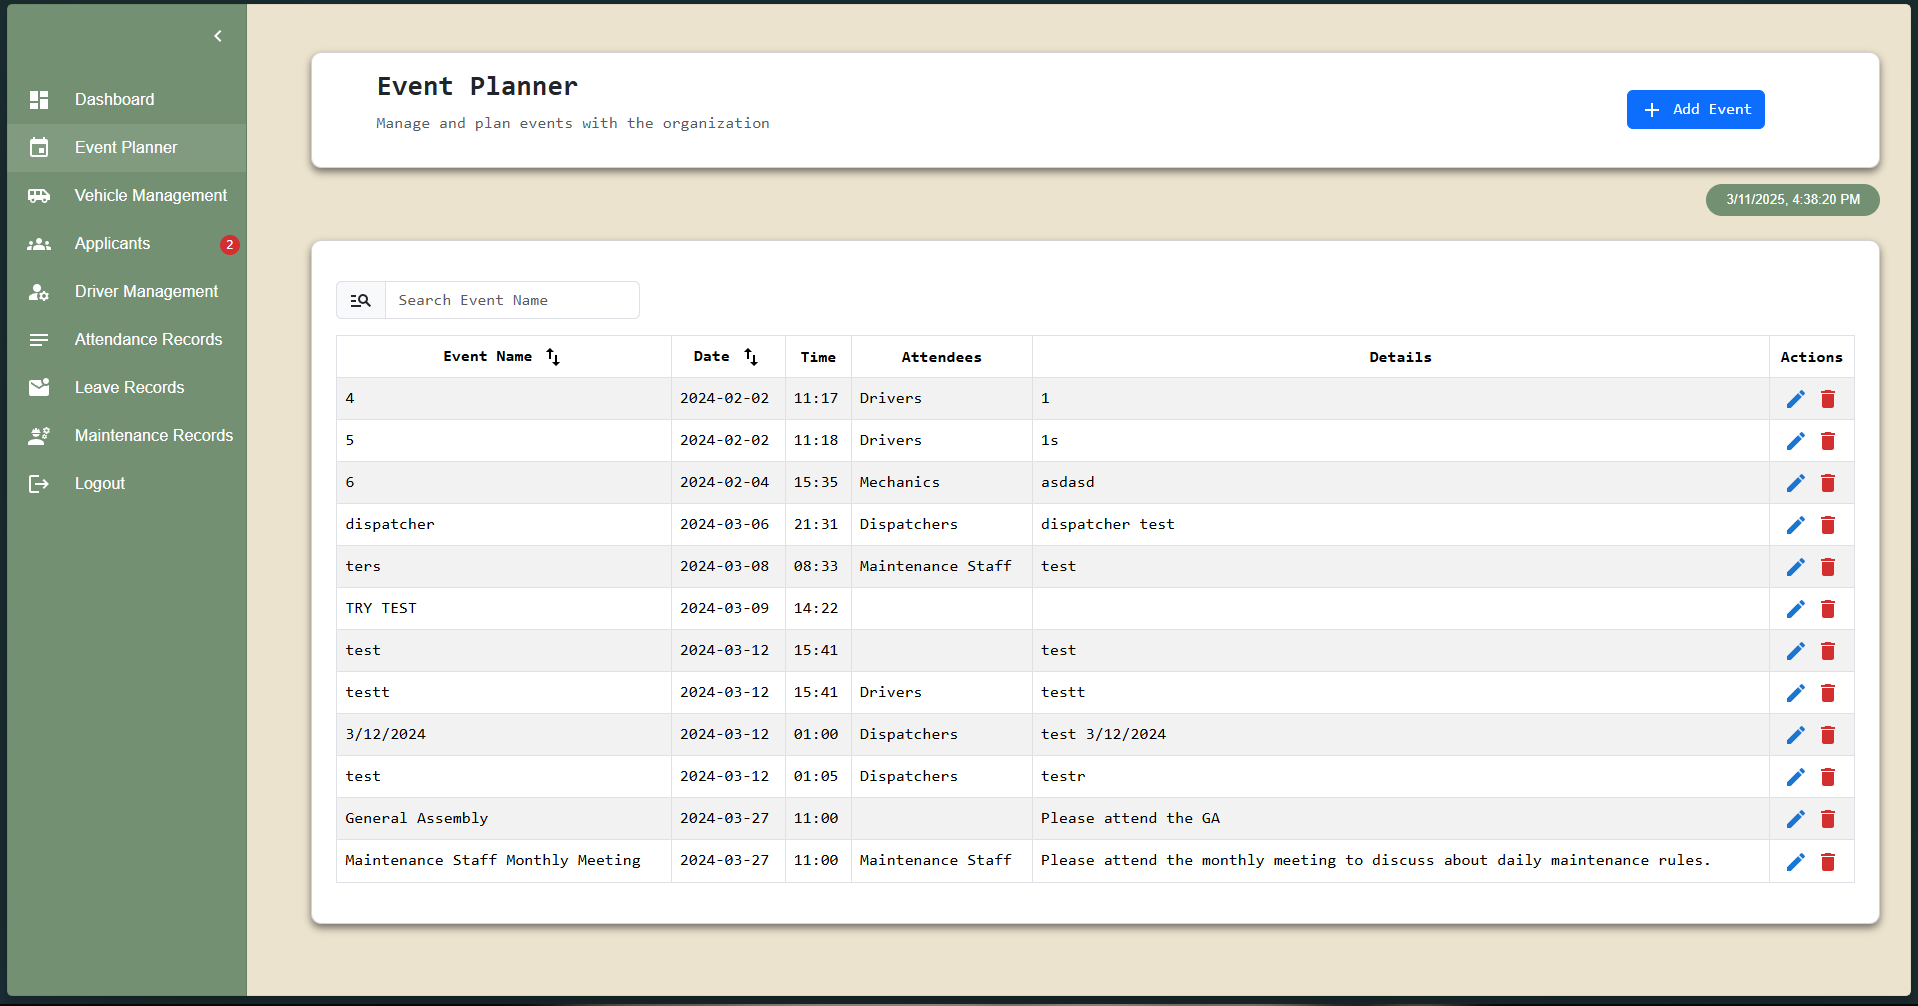 Dashboard
Event Planner
Vehicle Management
Applicants 2
Driver Management
Attendance Records
Leave Records
Maintenance Records
Logout
Event Planner
Manage and plan events with the organization
Add Event
3/11/2025, 4:38:20 PM
Search Event Name
Event Name Date Time Attendees Details Actions
4 2024-02-02 11:17 Drivers 1
5 2024-02-02 11:18 Drivers 1s
6 2024-02-04 15:35 Mechanics asdasd
dispatcher 2024-03-06 21:31 Dispatchers dispatcher test
ters 2024-03-08 08:33 Maintenance Staff test
TRY TEST 2024-03-09 14:22
test 2024-03-12 15:41 test
testt 2024-03-12 15:41 Drivers testt
3/12/2024 2024-03-12 01:00 Dispatchers test 3/12/2024
test 2024-03-12 01:05 Dispatchers testr
General Assembly 2024-03-27 11:00 Please attend the GA
Maintenance Staff Monthly Meeting 2024-03-27 11:00 Maintenance Staff Please attend the monthly meeting to discuss about daily maintenance rules.